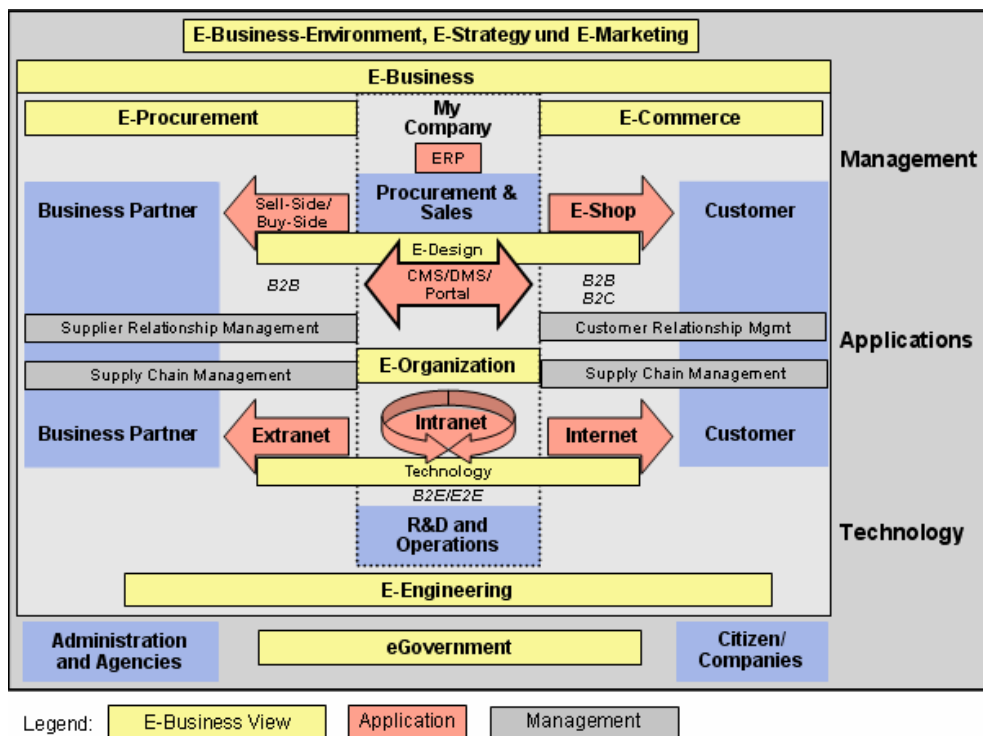 E-Business-Environment, E-Strategy und E-Marketing
E-Business
E-Procurement
My
Company
E-Commerce
ERP
Management
Business Partner
Sell-Side/
Buy-Side
Procurement &
Sales
E-Shop
Customer
E-Design
B2B
CMS/DMS/
Portal
B2B
B2C
Supplier Relationship Management
Customer Relationship Mgmt
Applications
E-Organization
Supply Chain Management
Supply Chain Management
Business Partner
Extranet
Intranet
Internet
Customer
Technology
B2E/E2E
R&D and
Operations
Technology
E-Engineering
Administration
and Agencies
eGovernment
Citizen/
Companies
Legend:
E-Business View
Application
Management